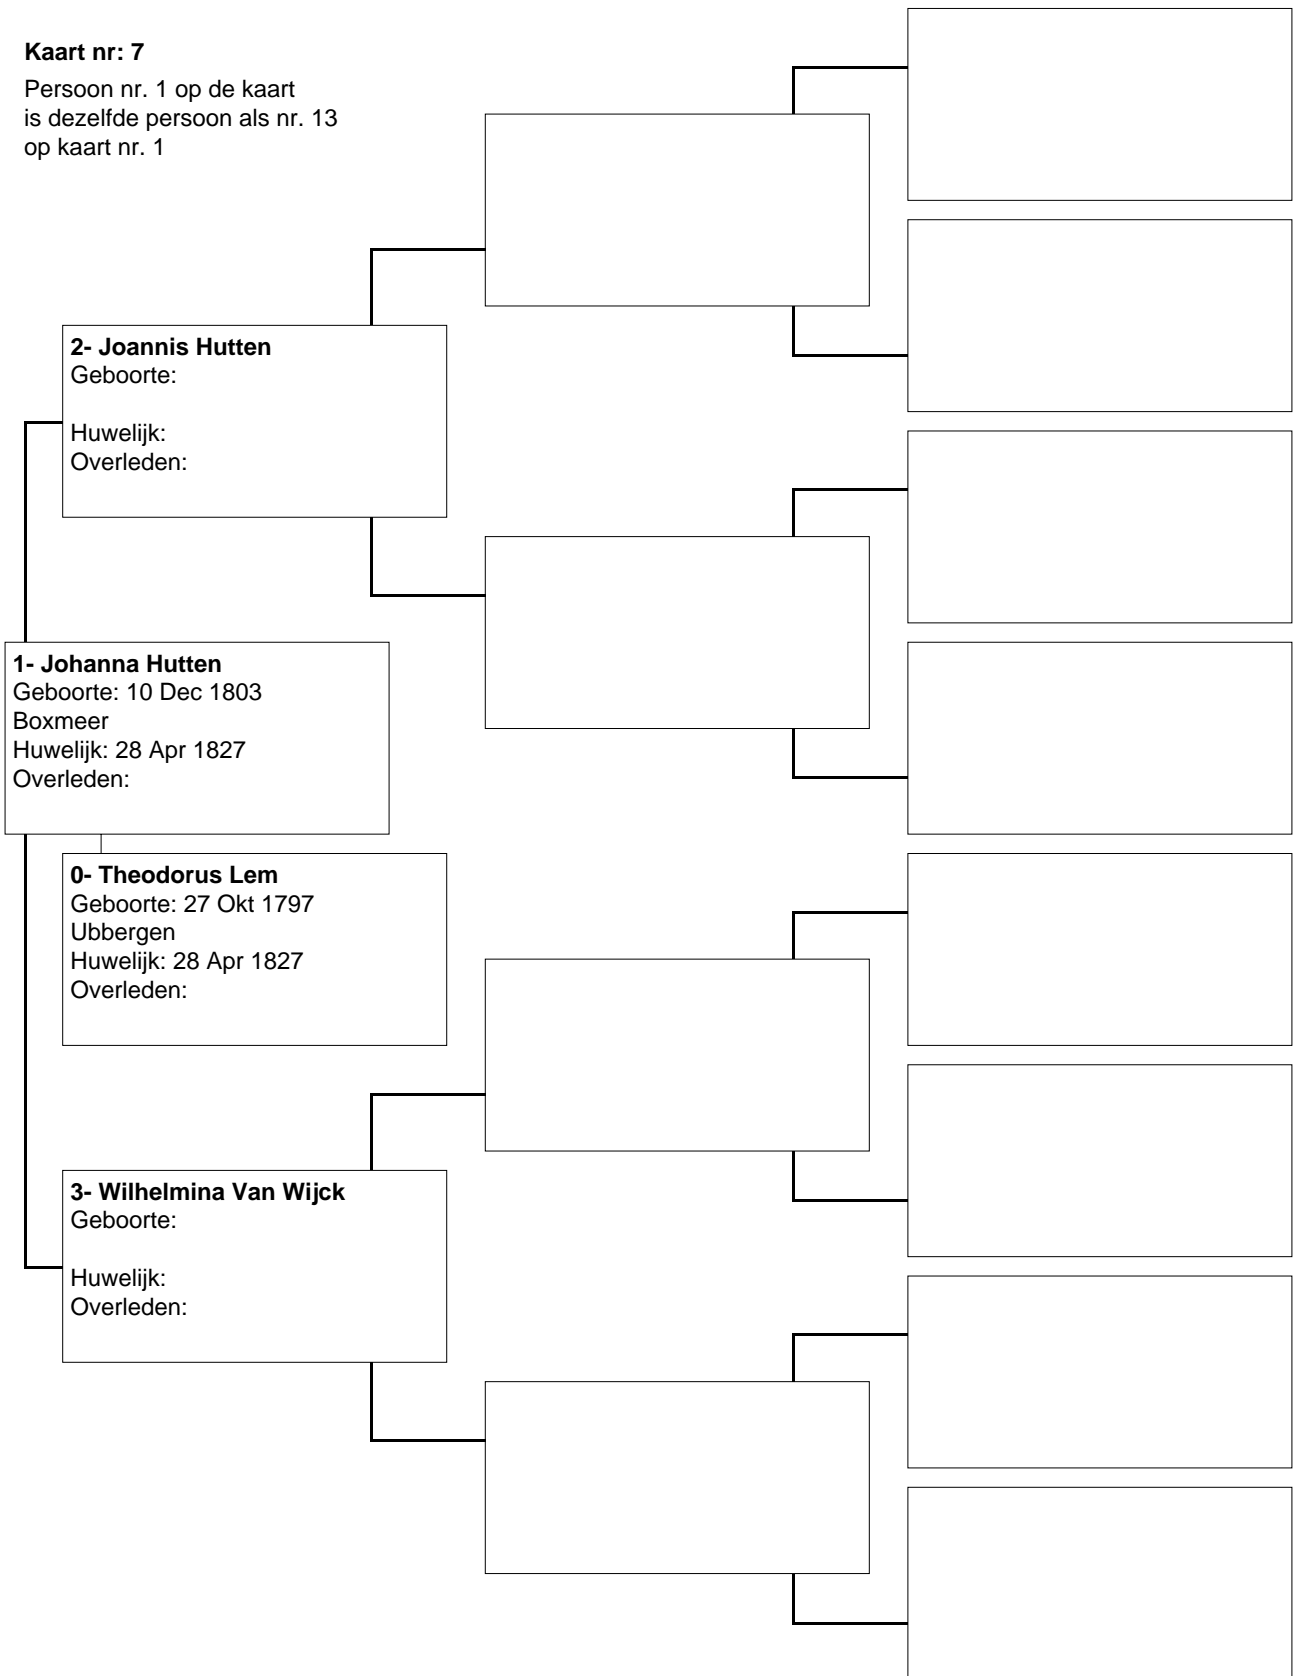 Kaart nr: 7
Persoon nr. 1 op de kaart
is dezelfde persoon als nr. 13
op kaart nr. 1
2- Joannis Hutten
Geboorte:
Huwelijk:
Overleden:
1- Johanna Hutten
Geboorte: 10 Dec 1803
Boxmeer
Huwelijk: 28 Apr 1827
Overleden:
0- Theodorus Lem
Geboorte: 27 Okt 1797
Ubbergen
Huwelijk: 28 Apr 1827
Overleden:
3- Wilhelmina Van Wijck
Geboorte:
Huwelijk:
Overleden: